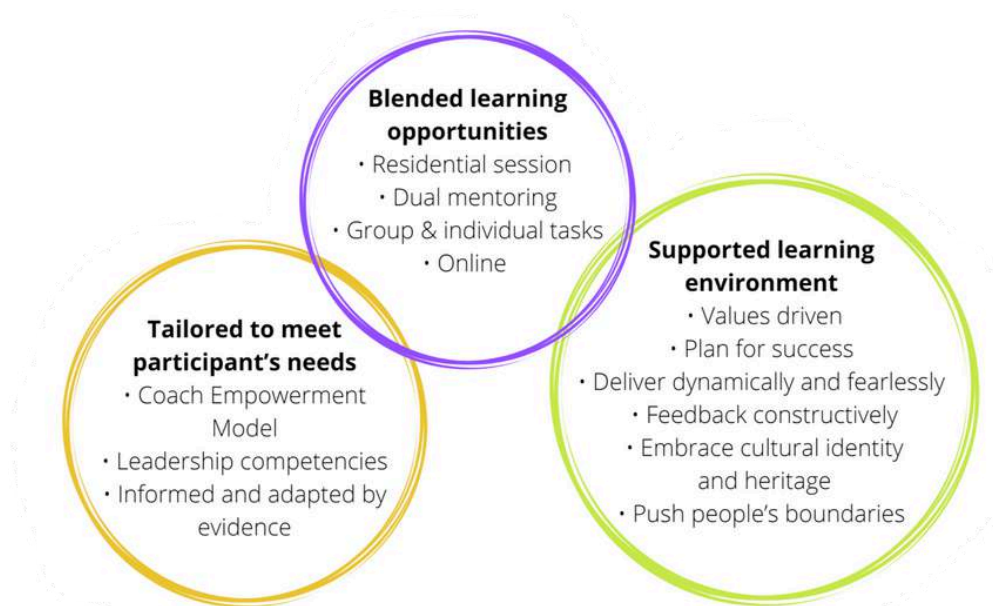 Blended learning
opportunities
• Residential session
• Dual mentoring
• Group & individual tasks
• Online
Tailored to meet
participant’s needs
• Coach Empowerment
Model
• Leadership competencies
• Informed and adapted by
evidence
Supported learning
environment
• Values driven
• Plan for success
• Deliver dynamically and fearlessly
• Feedback constructively
• Embrace cultural identity
and heritage
• Push people’s boundaries